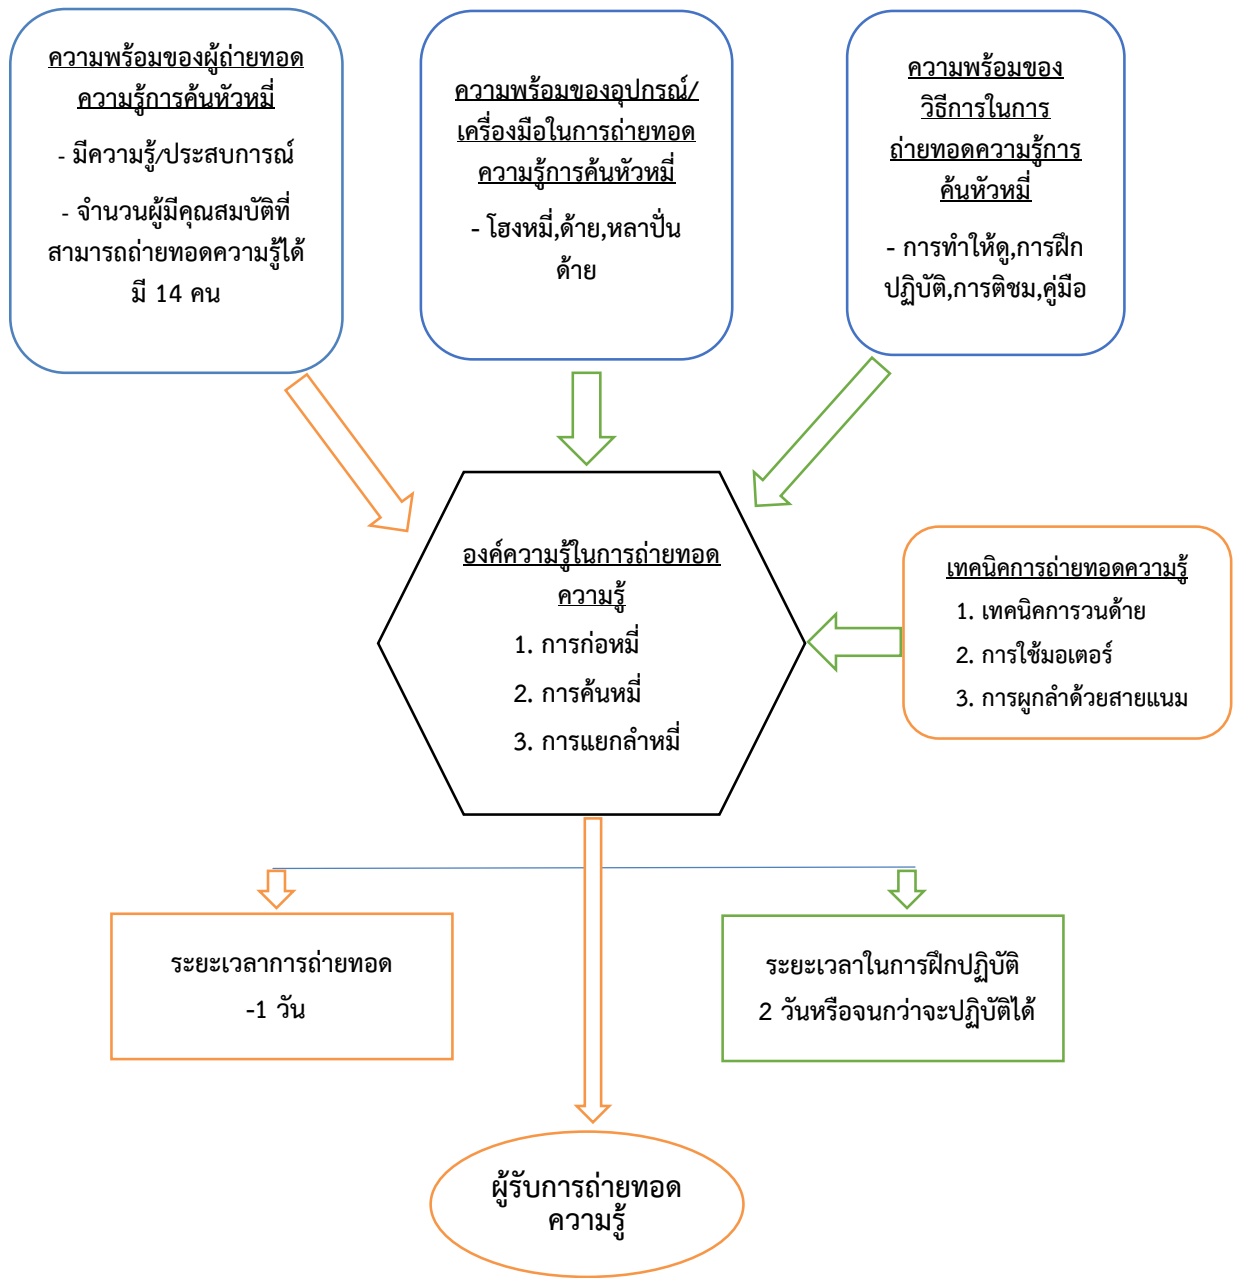 ความพร้อมของผู้ถ่ายทอด
ความรู้การค้นหัวหมี่
- มีความรู้/ประสบการณ์
- จำนวนผู้มีคุณสมบัติที่
สามารถถ่ายทอดความรู้ได้
มี 14 คน
ความพร้อมของอุปกรณ์/
เครื่องมือในการถ่ายทอด
ความรู้การค้นหัวหมี่
- โฮงหมี่,ด้าย,หลาปั่น
ด้าย
ความพร้อมของ
วิธีการในการ
ถ่ายทอดความรู้การ
ค้นหัวหมี่
- การทำให้ดู,การฝึก
ปฏิบัติ,การติชม,คู่มือ
องค์ความรู้ในการถ่ายทอด
ความรู้
1. การก่อหมี่
2. การค้นหมี่
3. การแยกลำหมี่
เทคนิคการถ่ายทอดความรู้
1. เทคนิคการวนด้าย
2. การใช้มอเตอร์
3. การผูกลำด้วยสายแนม
ระยะเวลาการถ่ายทอด
-1 วัน
ระยะเวลาในการฝึกปฏิบัติ
2 วันหรือจนกว่าจะปฏิบัติได้
ผู้รับการถ่ายทอด
ความรู้